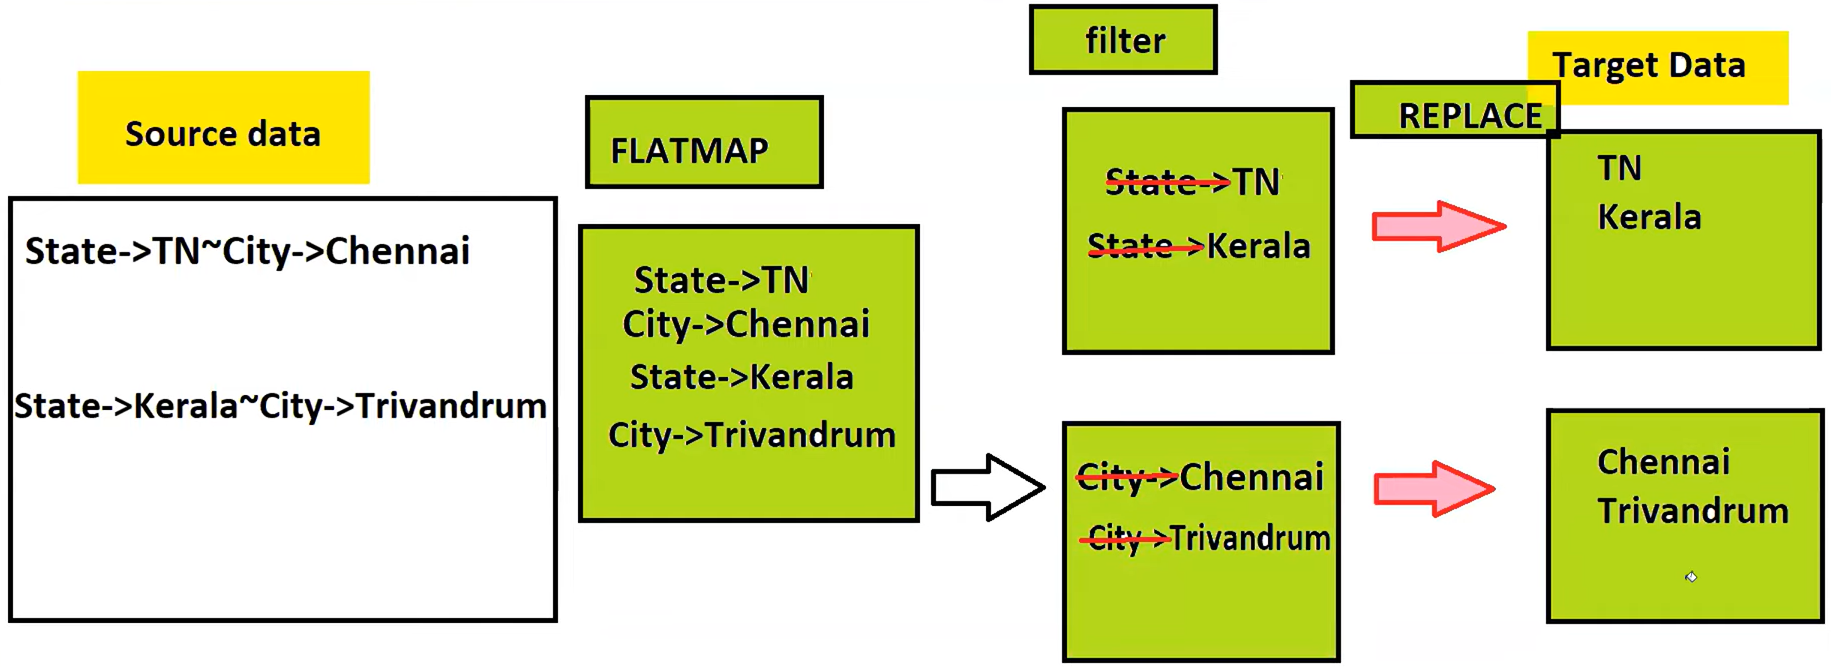 Source data
State->TN~City->Chennai
State->Kerala~City->Trivandrum
FLATMAP
State->TN
City->Chennai
State->Kerala
City->Trivandrum
filter
State->TN
State->Kerala
City->Chennai
City->Trivandrum
REPLACE
Target Data
TN
Kerala
Chennai
Trivandrum